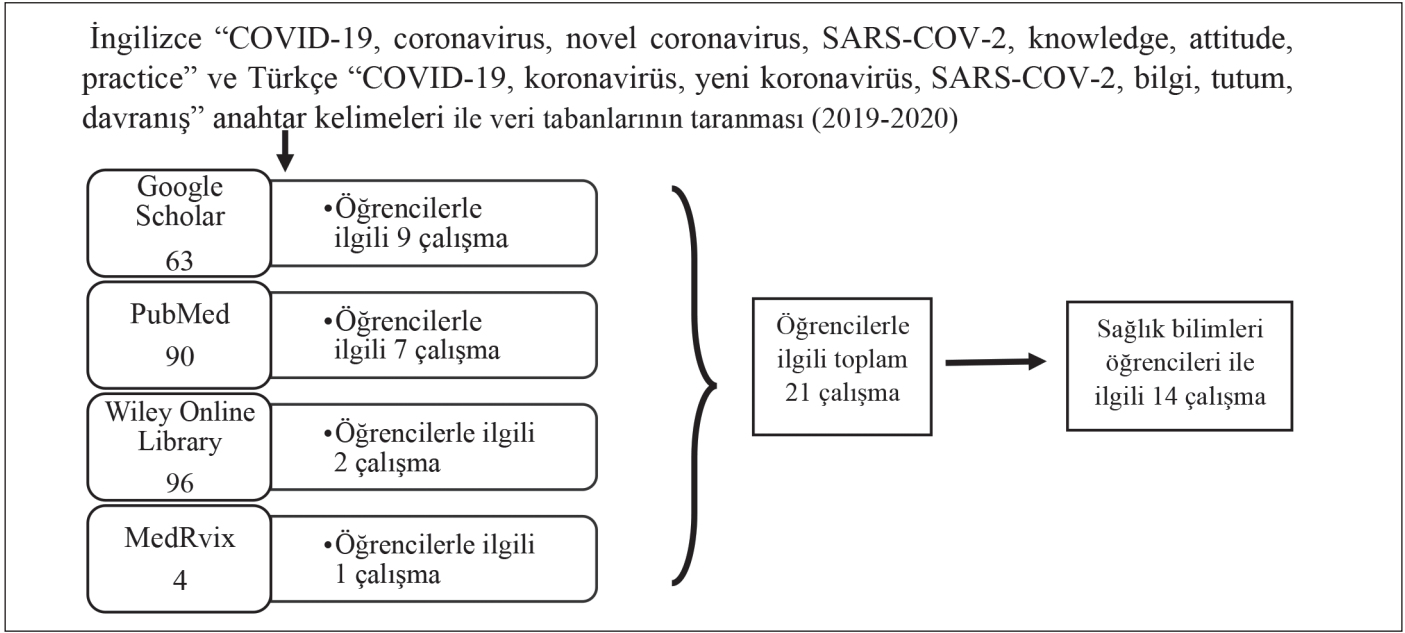 İngilizce “COVID-19, coronavirus, novel coronavirus, SARS-COV-2, knowledge, attitude,
practice” ve Türkçe “COVID-19, koronavirüs, yeni koronavirüs, SARS-COV-2, bilgi, tutum,
davranış” anahtar kelimeleri ile veri tabanlarının taranması (2019-2020)
Google
Scholar
63
•Öğrencilerle
ilgili 9 çalışma
PubMed
90
•Öğrencilerle
ilgili 7 çalışma
Wiley Online
Library
96
•Öğrencilerle ilgili
2 çalışma
MedRvix
4
•Öğrencilerle ilgili
1 çalışma
Öğrencilerle
ilgili toplam
21 çalışma
Sağlık bilimleri
öğrencileri ile
ilgili 14 çalışma